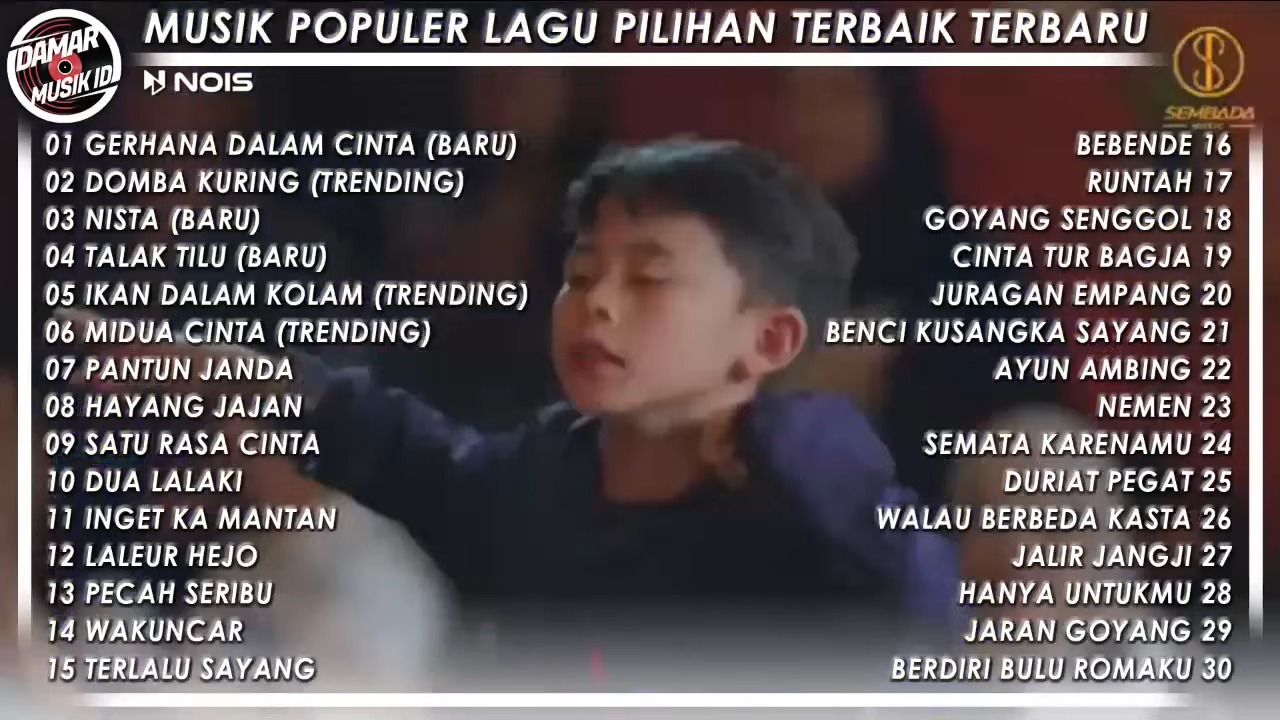 DAMAR
MUSIK ID
MUSIK POPULER LAGU PILIHAN TERBAIK TERBARU
NOIS
SEMBADA
01 GERHANA DALAM CINTA (BARU)
02 DOMBA KURING (TRENDING)
03 NISTA (BARU)
04 TALAK TILU (BARU)
05 IKAN DALAM KOLAM (TRENDING)
06 MIDUA CINTA (TRENDING)
07 PANTUN JANDA
08 HAYANG JAJAN
09 SATU RASA CINTA
10 DUA LALAKI
11 INGET KA MANTAN
12 LALEUR HEJO
13 PECAH SERIBU
14 WAKUNCAR
15 TERLALU SAYANG
BEBENDE 16
RUNTAH 17
GOYANG SENGGOL 18
CINTA TUR BAGJA 19
JURAGAN EMPANG 20
BENCI KUSANGKA SAYANG 21
AYUN AMBING 22
NEMEN 23
SEMATA KARENAMU 24
DURIAT PEGAT 25
WALAU BERBEDA KASTA 26
JALIR JANGJI 27
HANYA UNTUKMU 28
JARAN GOYANG 29
BERDIRI BULU ROMAKU 30